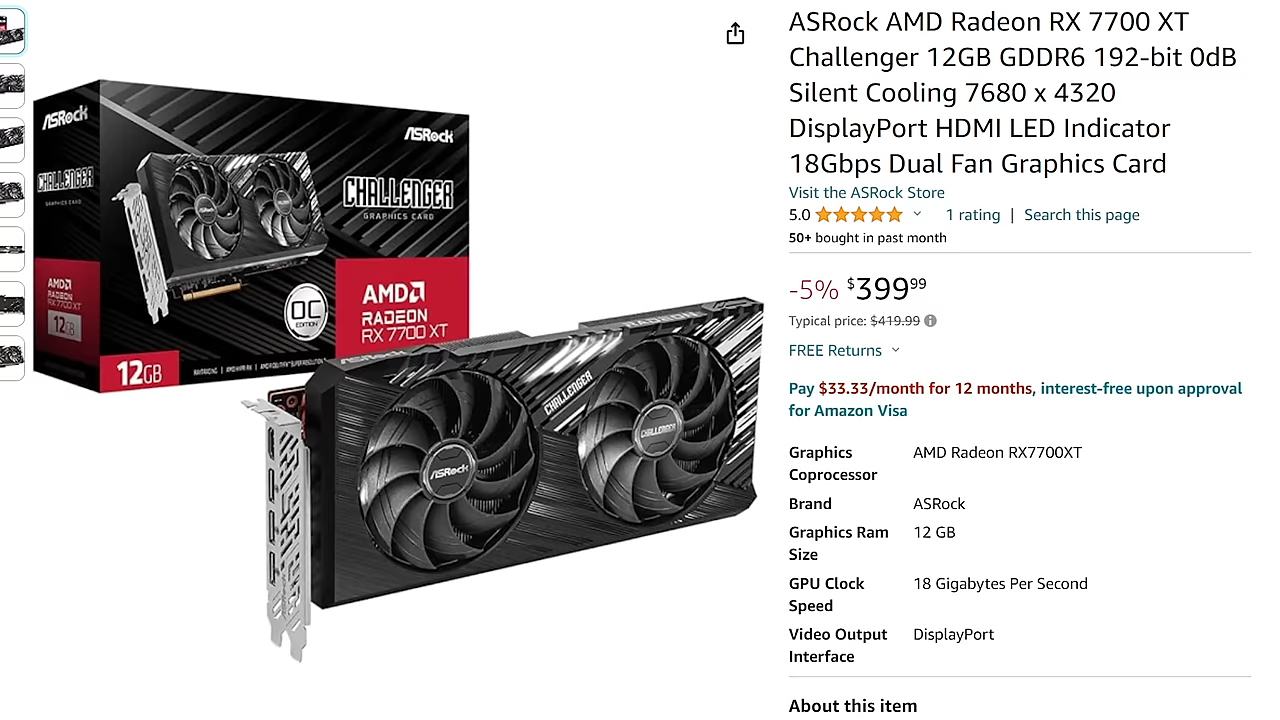 ASRock AMD Radeon RX 7700 XT
Challenger 12GB GDDR6 192-bit 0dB
Silent Cooling 7680 x 4320
DisplayPort HDMI LED Indicator
18Gbps Dual Fan Graphics Card
Visit the ASRock Store
5.0 1 rating | Search this page
50+ bought in past month
-5% $399 99
Typical price: $419.99
FREE Returns
Pay $33.33/month for 12 months, interest-free upon approval
for Amazon Visa
Graphics Coprocessor AMD Radeon RX7700XT
Brand ASRock
Graphics Ram Size 12 GB
GPU Clock Speed 18 Gigabytes Per Second
Video Output Interface DisplayPort
About this item
ASRock
CHALLENGER
GRAPHICS CARD
AMD
RADEON
RX 7700 XT
12GB
ASRock
CHALLENGER
GRAPHICS CARD
OC
EDITION
AMD
RADEON
RX 7700 XT
12GB
RADEON
CHALLENGER
ASRock
CHALLENGER